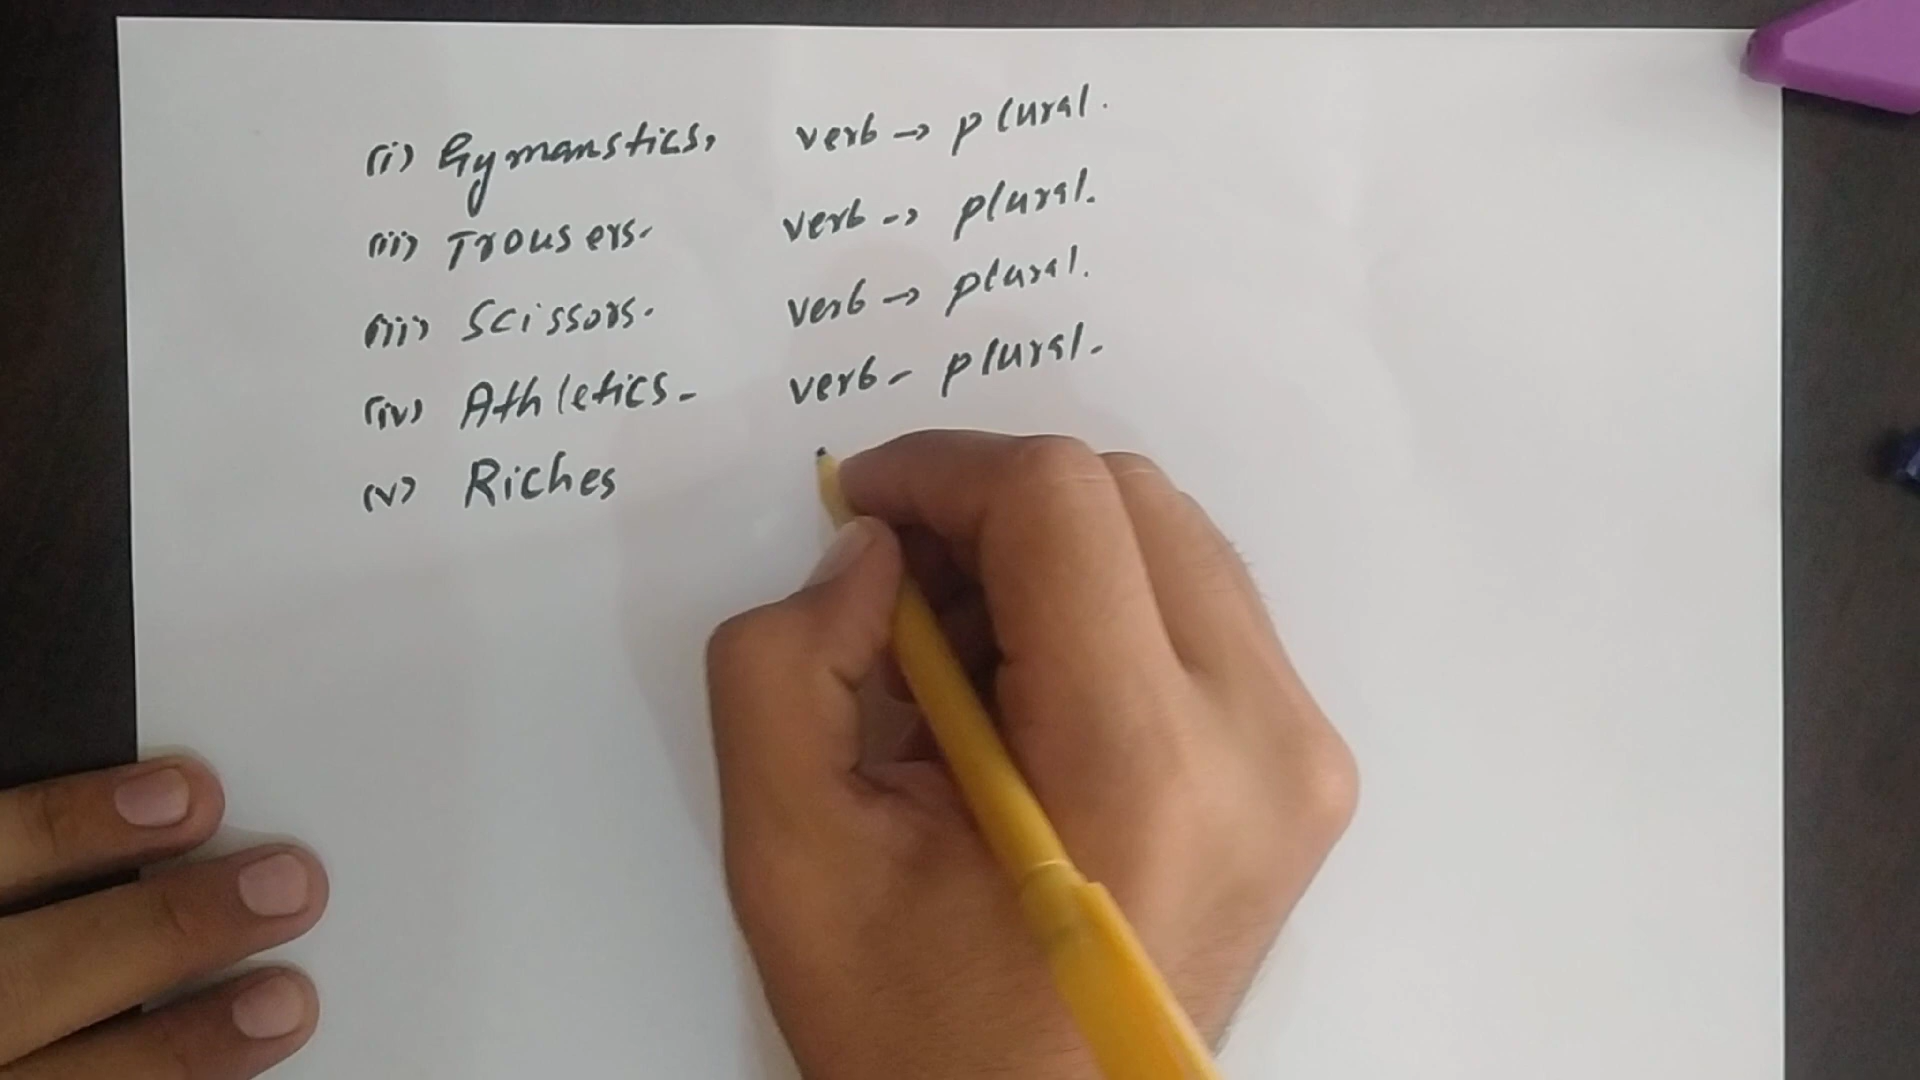 (i) Gymanstics, verb → plural.
(ii) Trousers. verb → plural.
(iii) Scissors. verb → plural.
(iv) Athletics- verb - plural.
(v) Riches